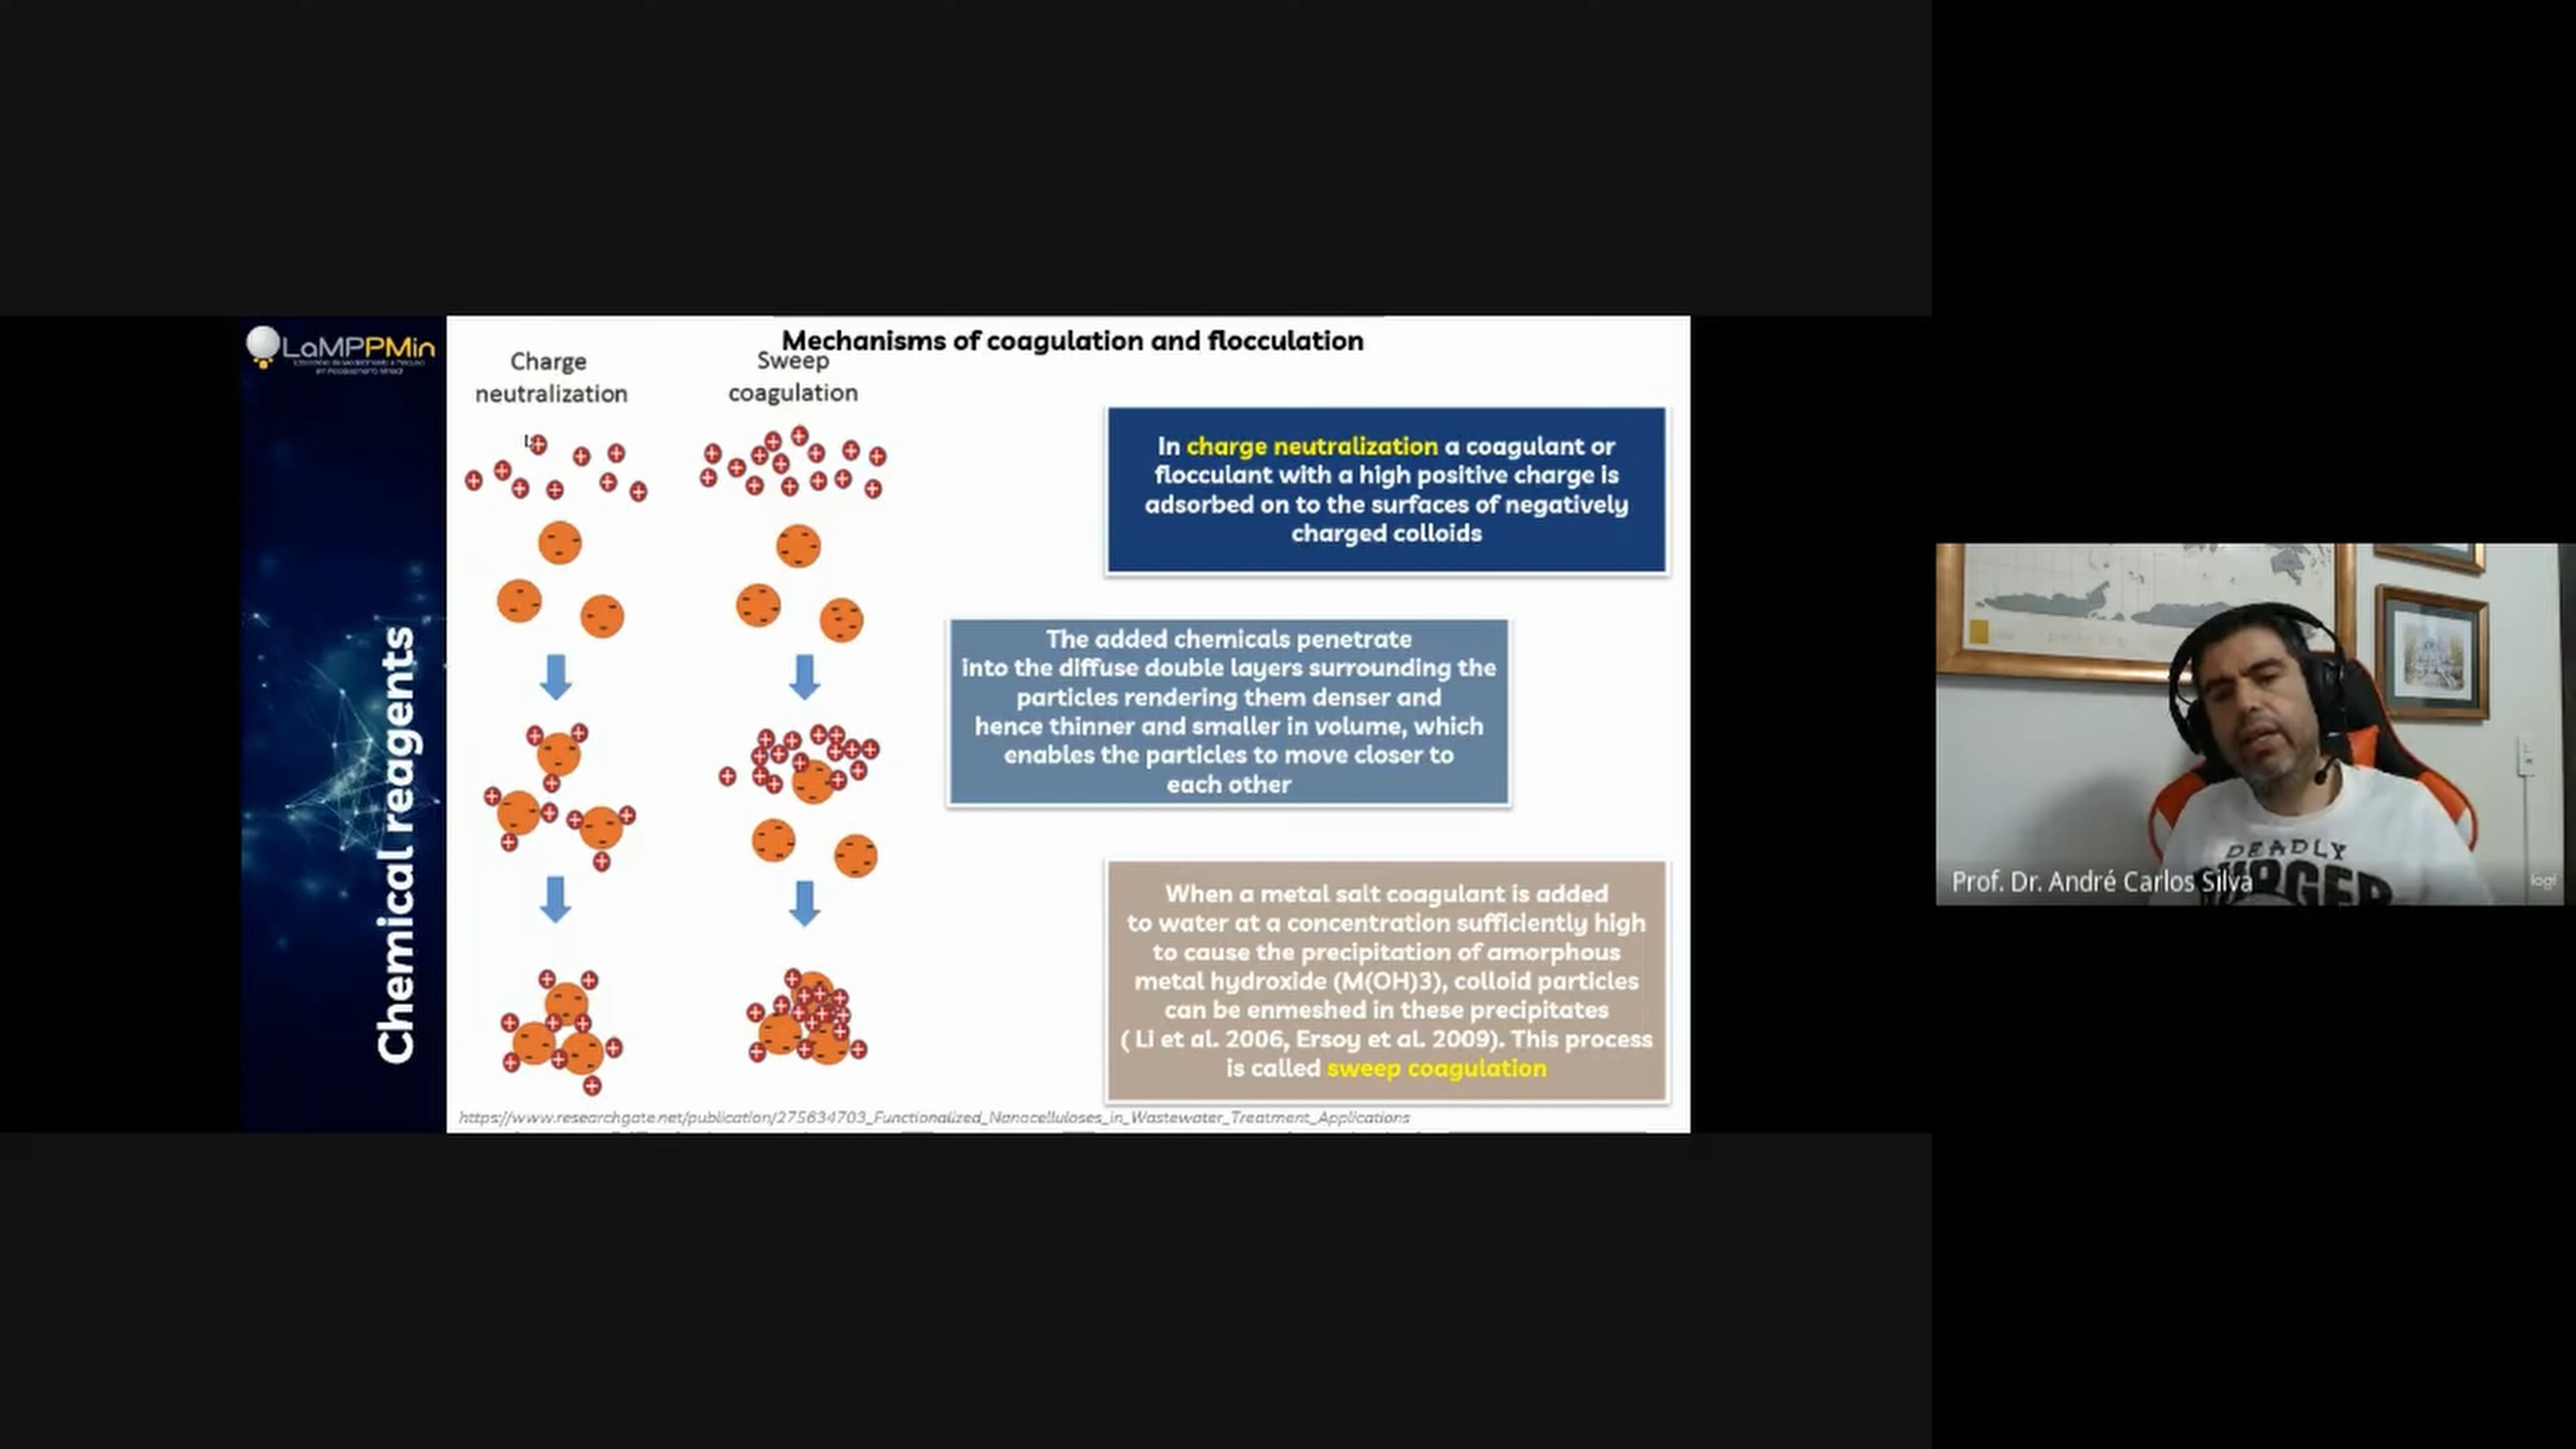 Mechanisms of coagulation and flocculation
LaMPPMin
Chemical reagents
Charge
neutralization
Sweep
coagulation
In charge neutralization a coagulant or
flocculant with a high positive charge is
adsorbed on to the surfaces of negatively
charged colloids
The added chemicals penetrate
into the diffuse double layers surrounding the
particles rendering them denser and
hence thinner and smaller in volume, which
enables the particles to move closer to
each other
When a metal salt coagulant is added
to water at a concentration sufficiently high
to cause the precipitation of amorphous
metal hydroxide (M(OH)3), colloid particles
can be enmeshed in these precipitates
( Li et al. 2006, Ersoy et al. 2009). This process
is called sweep coagulation
https://www.researchgate.net/publication/275634703_Functionalized_Nanocelluloses_in_Wastewater_Treatment_Applications
DEADLY
Prof. Dr. André Carlos Silva
logi